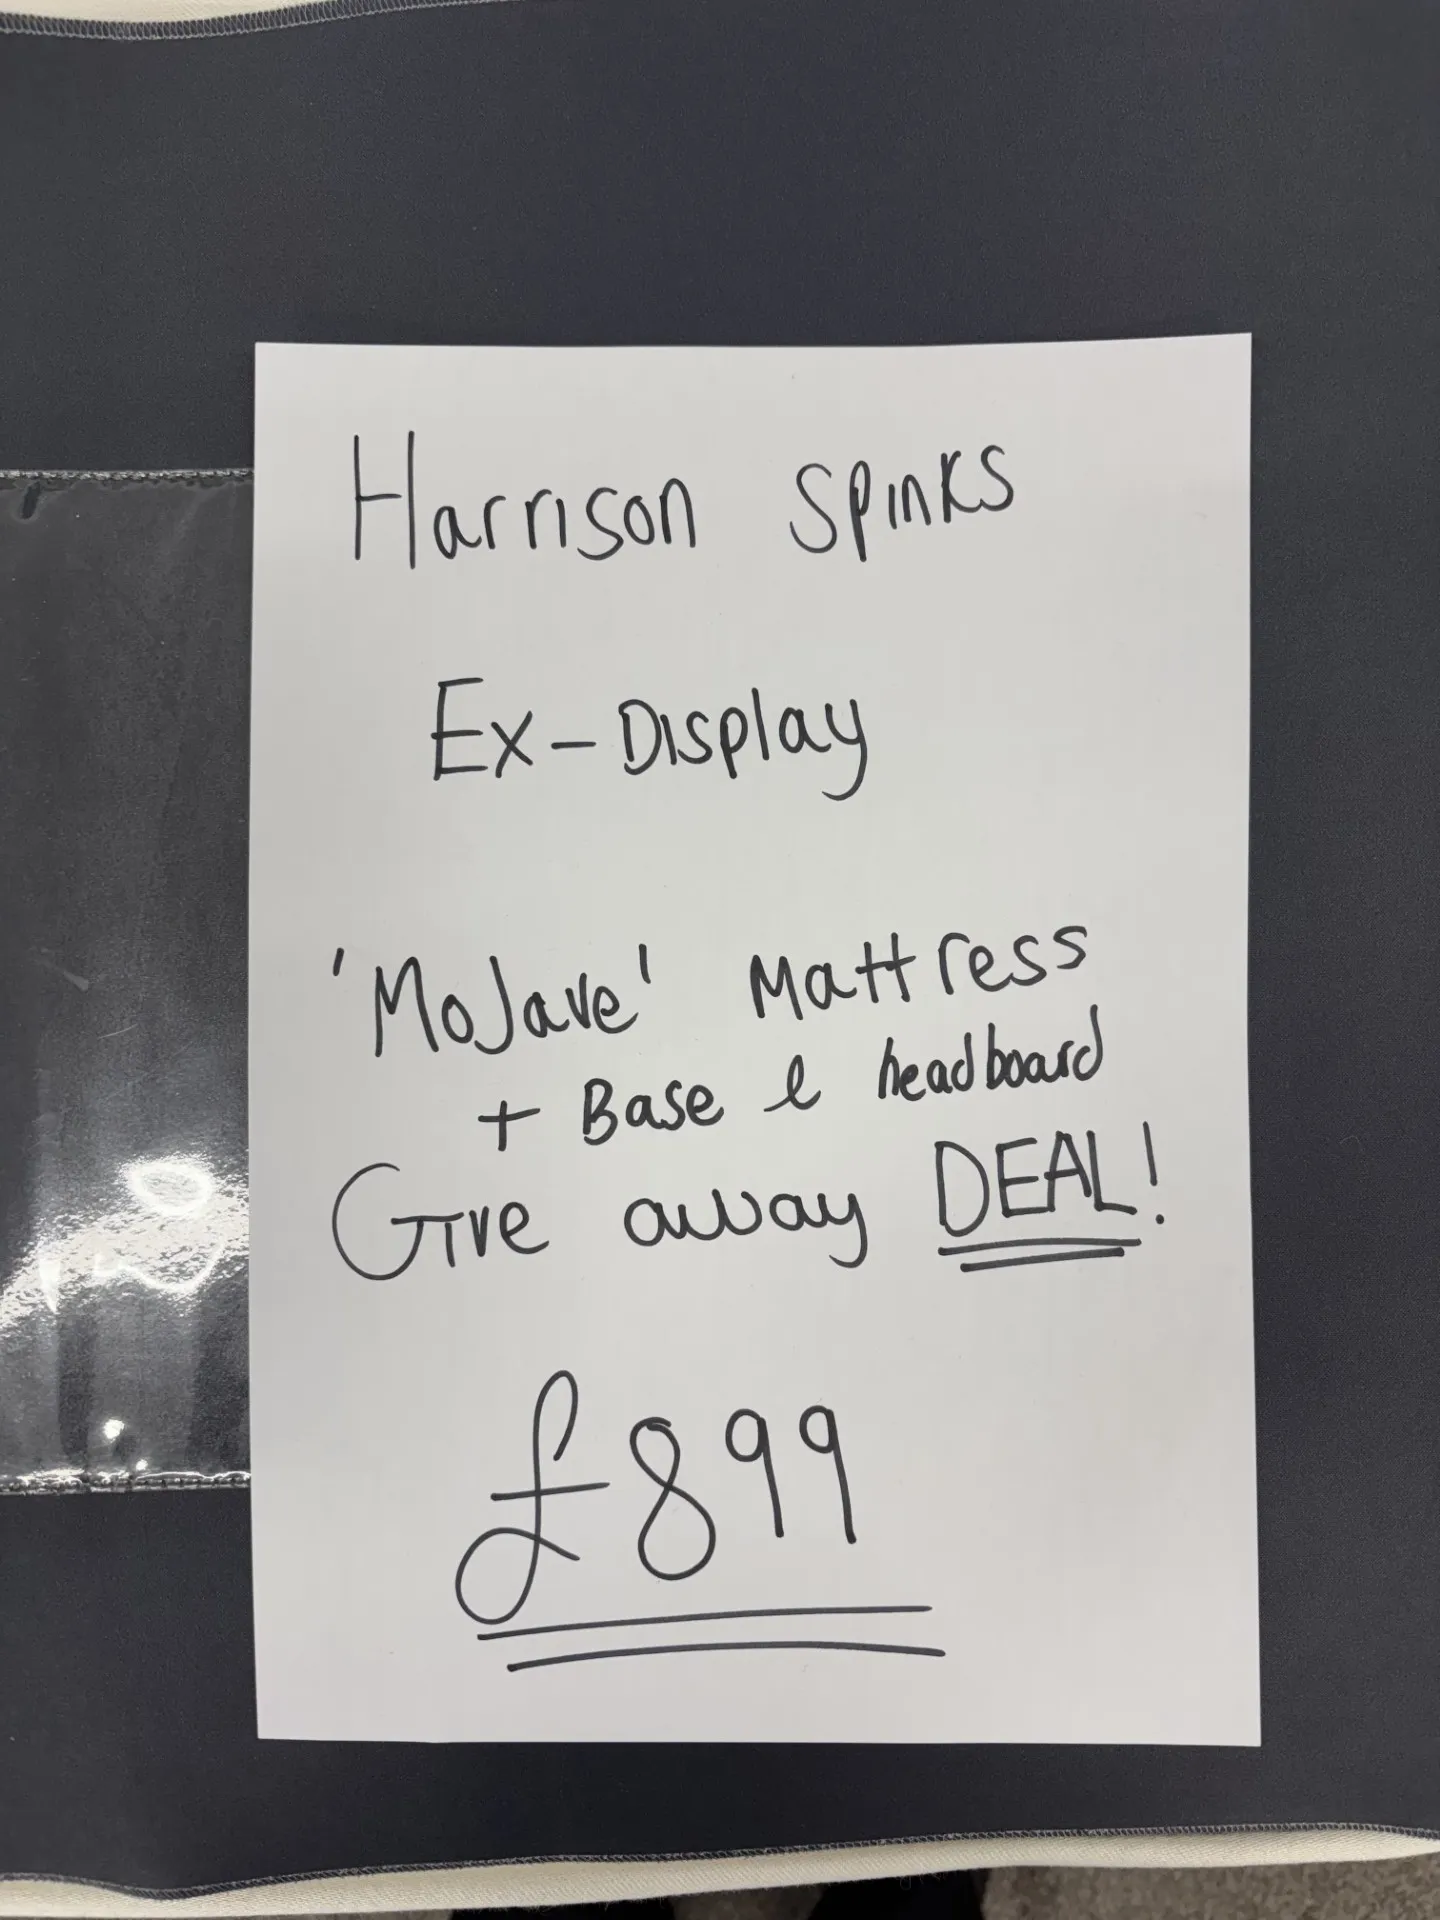 Harrison Spinks
Ex-Display
'MoJave' Mattress
+ Base & headboard
Give away DEAL!
£899